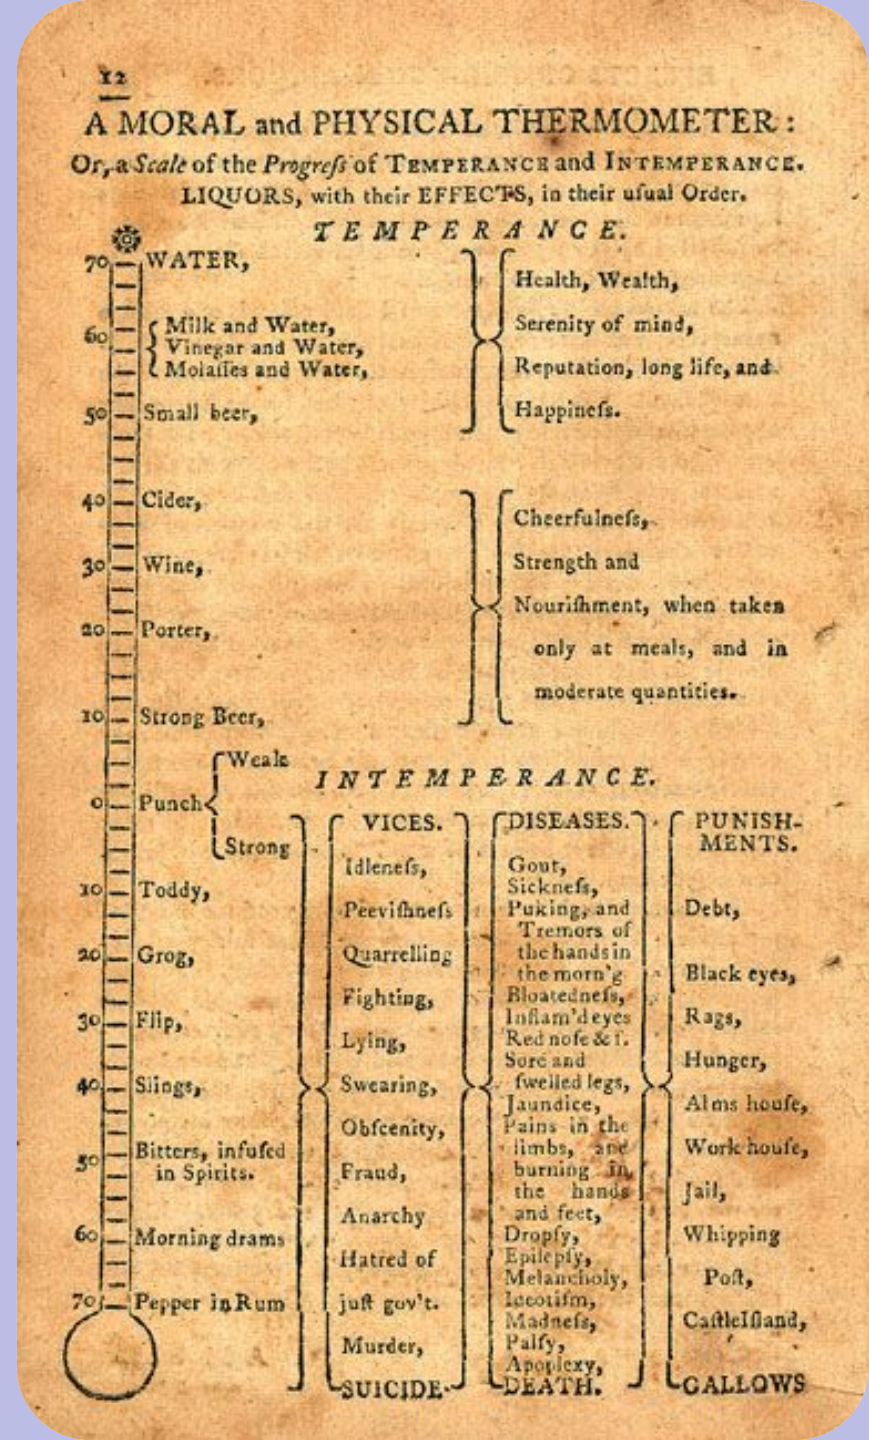 12
A MORAL and PHYSICAL THERMOMETER:
Or, a Scale of the Progreſs of TEMPERANCE and INTEMPERANCE.
LIQUORS, with their EFFECTS, in their uſual Order.
TEMPERANCE.
70 WATER,
60 Milk and Water,
Vinegar and Water,
Molaſſes and Water,
50 Small beer,
Health, Wealth,
Serenity of mind,
Reputation, long life, and
Happineſs.
40 Cider,
30 Wine,
20 Porter,
10 Strong Beer,
Cheerfulneſs,
Strength and
Nouriſhment, when taken
only at meals, and in
moderate quantities.
INTEMPERANCE.
Weak
0 Punch
Strong
10 Toddy,
20 Grog,
30 Flip,
40 Slings,
50 Bitters, infuſed
in Spirits.
60 Morning drams
70 Pepper in Rum
VICES.
Idleneſs,
Peeviſhneſs
Quarrelling
Fighting,
Lying,
Swearing,
Obſcenity,
Fraud,
Anarchy
Hatred of
juſt gov't.
Murder,
SUICIDE
DISEASES.
Gout,
Sickneſs,
Puking, and
Tremors of
the hands in
the morn'g
Bloatedneſs,
Inflam'd eyes
Red noſe & f.
Sore and
ſwelled legs,
Jaundice,
Pains in the
limbs, and
burning in
the hands
and feet,
Dropſy,
Epilepſy,
Melancholy,
Madneſs,
Palſy,
Apoplexy,
DEATH.
PUNISH-
MENTS.
Debt,
Black eyes,
Rags,
Hunger,
Alms houſe,
Work houſe,
Jail,
Whipping
Poſt,
Caſtle Iſland,
GALLOWS